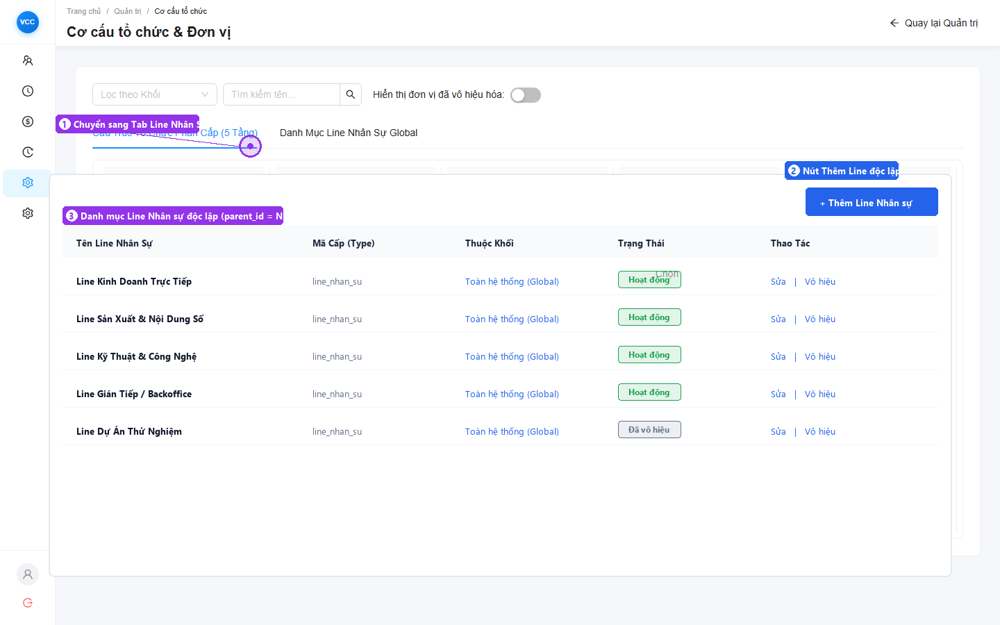 VCC
Trang chủ / Quản trị / Cơ cấu tổ chức
Cơ cấu tổ chức & Đơn vị
Quay lại Quản trị
Lọc theo Khối
Tìm kiếm tên...
Hiển thị đơn vị đã vô hiệu hóa:
1 Chuyển sang Tab Line Nhân S
Cấu Trúc Tổ Chức Phân Cấp (5 Tầng)
Danh Mục Line Nhân Sự Global
2 Nút Thêm Line độc lập
+ Thêm Line Nhân sự
3 Danh mục Line Nhân sự độc lập (parent_id = N
Tên Line Nhân Sự Mã Cấp (Type) Thuộc Khối Trạng Thái Thao Tác
Chọn
Line Kinh Doanh Trực Tiếp line_nhan_su Toàn hệ thống (Global) Hoạt động Sửa | Vô hiệu
Line Sản Xuất & Nội Dung Số line_nhan_su Toàn hệ thống (Global) Hoạt động Sửa | Vô hiệu
Line Kỹ Thuật & Công Nghệ line_nhan_su Toàn hệ thống (Global) Hoạt động Sửa | Vô hiệu
Line Gián Tiếp / Backoffice line_nhan_su Toàn hệ thống (Global) Hoạt động Sửa | Vô hiệu
Line Dự Án Thử Nghiệm line_nhan_su Toàn hệ thống (Global) Đã vô hiệu Sửa | Vô hiệu